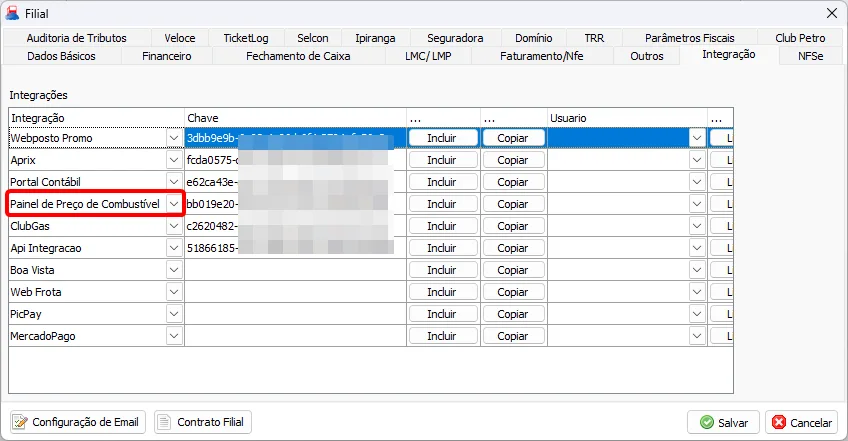 Filial
Auditoria de Tributos Veloce TicketLog Selcon Ipiranga Seguradora Domínio TRR Parâmetros Fiscais Club Petro
Dados Básicos Financeiro Fechamento de Caixa LMC/ LMP Faturamento/Nfe Outros Integração NFSe
Integrações
Integração Chave ... ... Usuario ...
Webposto Promo 3dbb9e9b- Incluir Copiar
Aprix fcda0575- Incluir Copiar
Portal Contábil e62ca43e- Incluir Copiar
Painel de Preço de Combustível bb019e20- Incluir Copiar
ClubGas c2620482- Incluir Copiar
Api Integracao 51866185- Incluir Copiar
Boa Vista Incluir Copiar
Web Frota Incluir Copiar
PicPay Incluir Copiar
MercadoPago Incluir Copiar
Configuração de Email Contrato Filial Salvar Cancelar